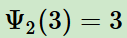 Ψ₂(3) = 3